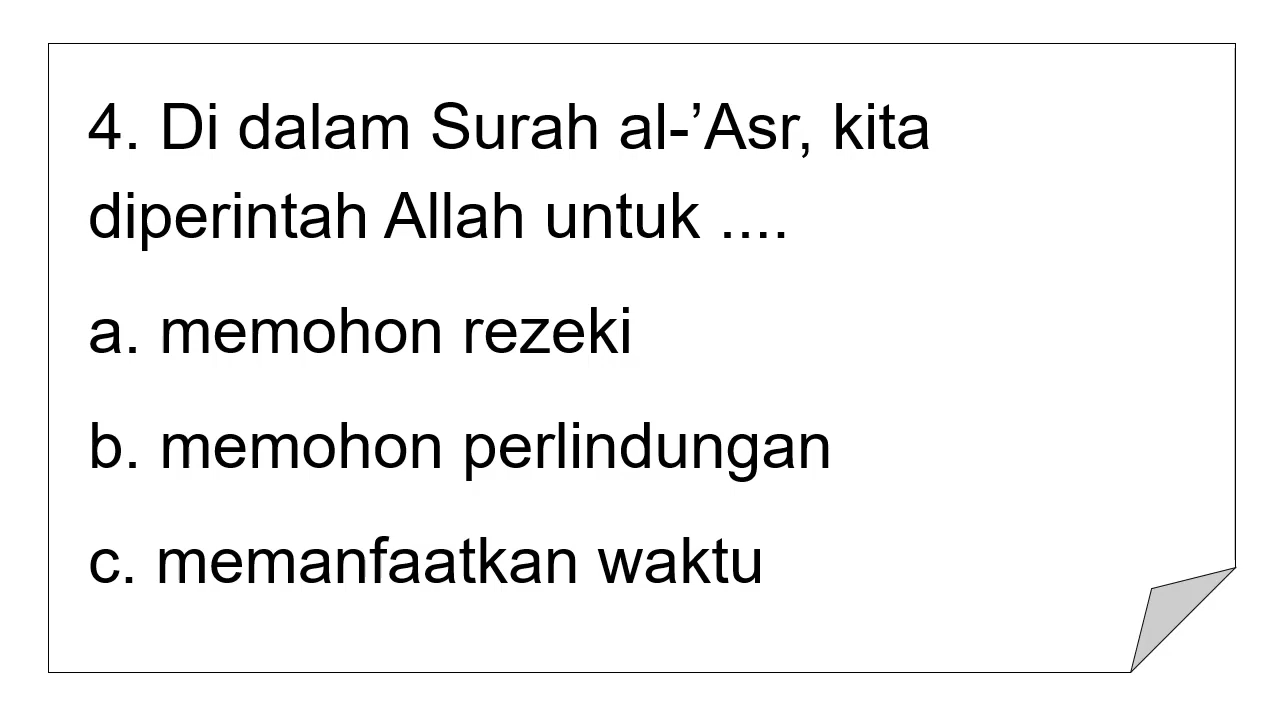 4. Di dalam Surah al-’Asr, kita
diperintah Allah untuk ....
a. memohon rezeki
b. memohon perlindungan
c. memanfaatkan waktu